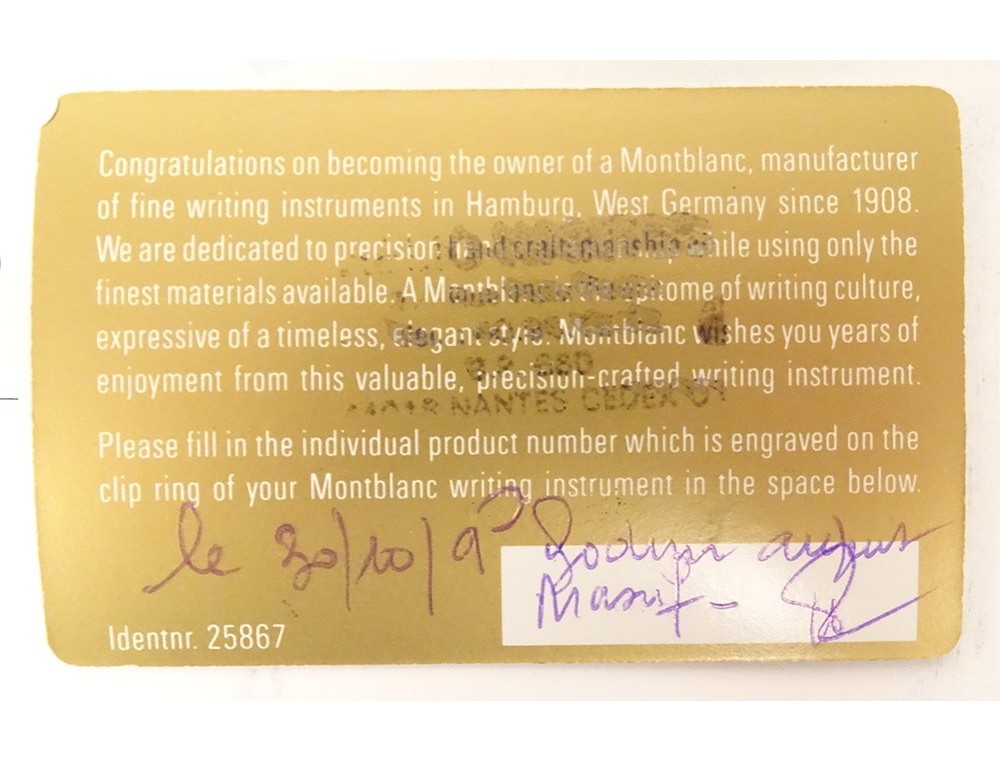 Congratulations on becoming the owner of a Montblanc, manufacturer
of fine writing instruments in Hamburg, West Germany since 1908.
We are dedicated to precision hand craftsmanship while using only the
finest materials available. A Montblanc is the epitome of writing culture,
expressive of a timeless, elegant style. Montblanc wishes you years of
enjoyment from this valuable, precision-crafted writing instrument.
NANTES CEDEX 01
Please fill in the individual product number which is engraved on the
clip ring of your Montblanc writing instrument in the space below.
le 30/10/9
massif -
Identnr. 25867